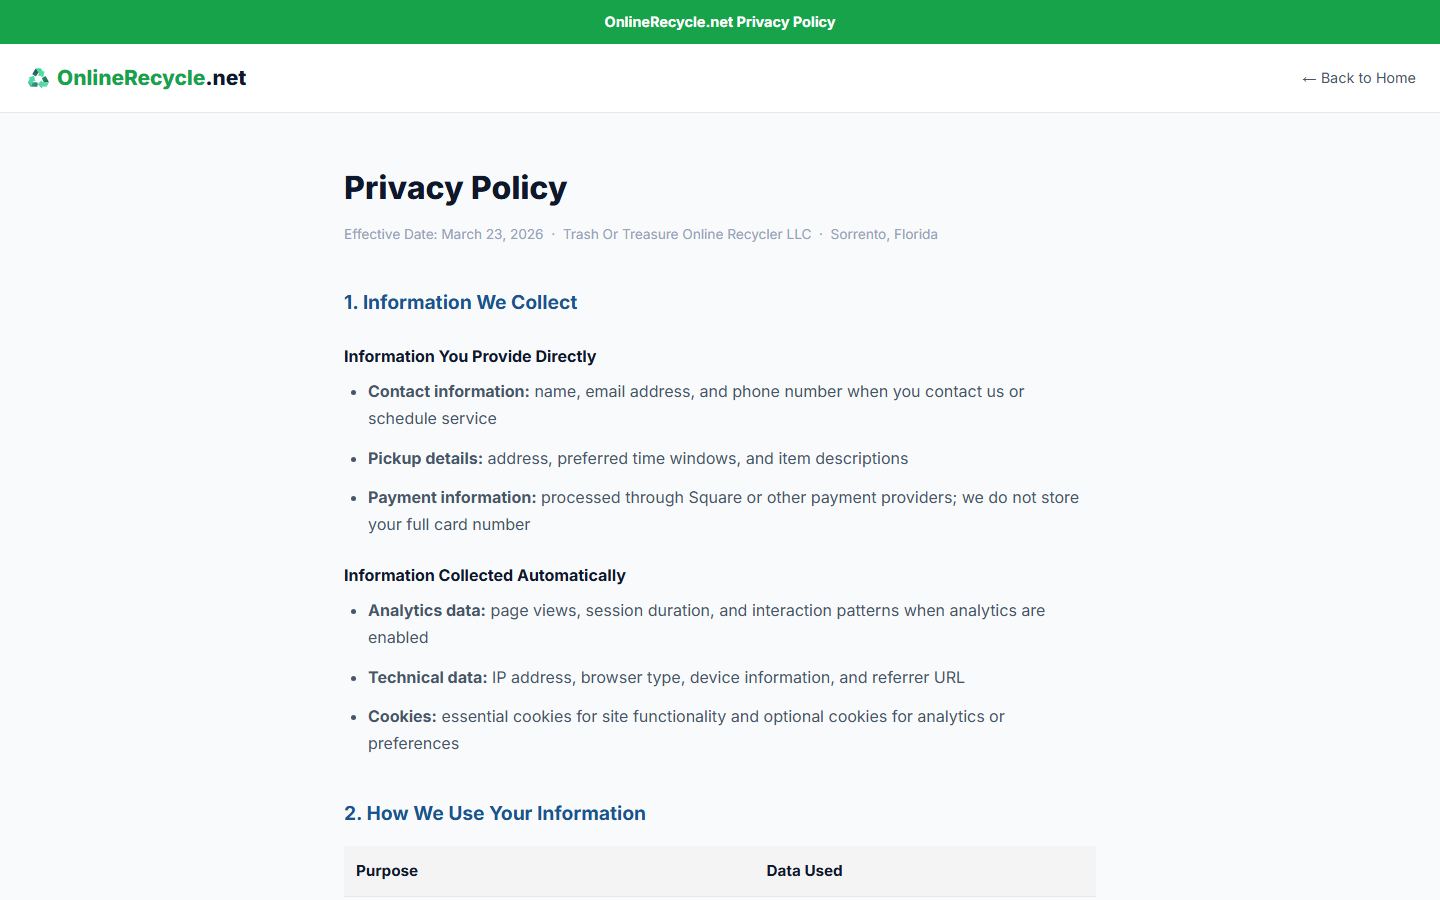 OnlineRecycle.net Privacy Policy
OnlineRecycle.net
← Back to Home
Privacy Policy
Effective Date: March 23, 2026 · Trash Or Treasure Online Recycler LLC · Sorrento, Florida
1. Information We Collect
Information You Provide Directly
• Contact information: name, email address, and phone number when you contact us or
schedule service
• Pickup details: address, preferred time windows, and item descriptions
• Payment information: processed through Square or other payment providers; we do not store
your full card number
Information Collected Automatically
• Analytics data: page views, session duration, and interaction patterns when analytics are
enabled
• Technical data: IP address, browser type, device information, and referrer URL
• Cookies: essential cookies for site functionality and optional cookies for analytics or
preferences
2. How We Use Your Information
Purpose Data Used